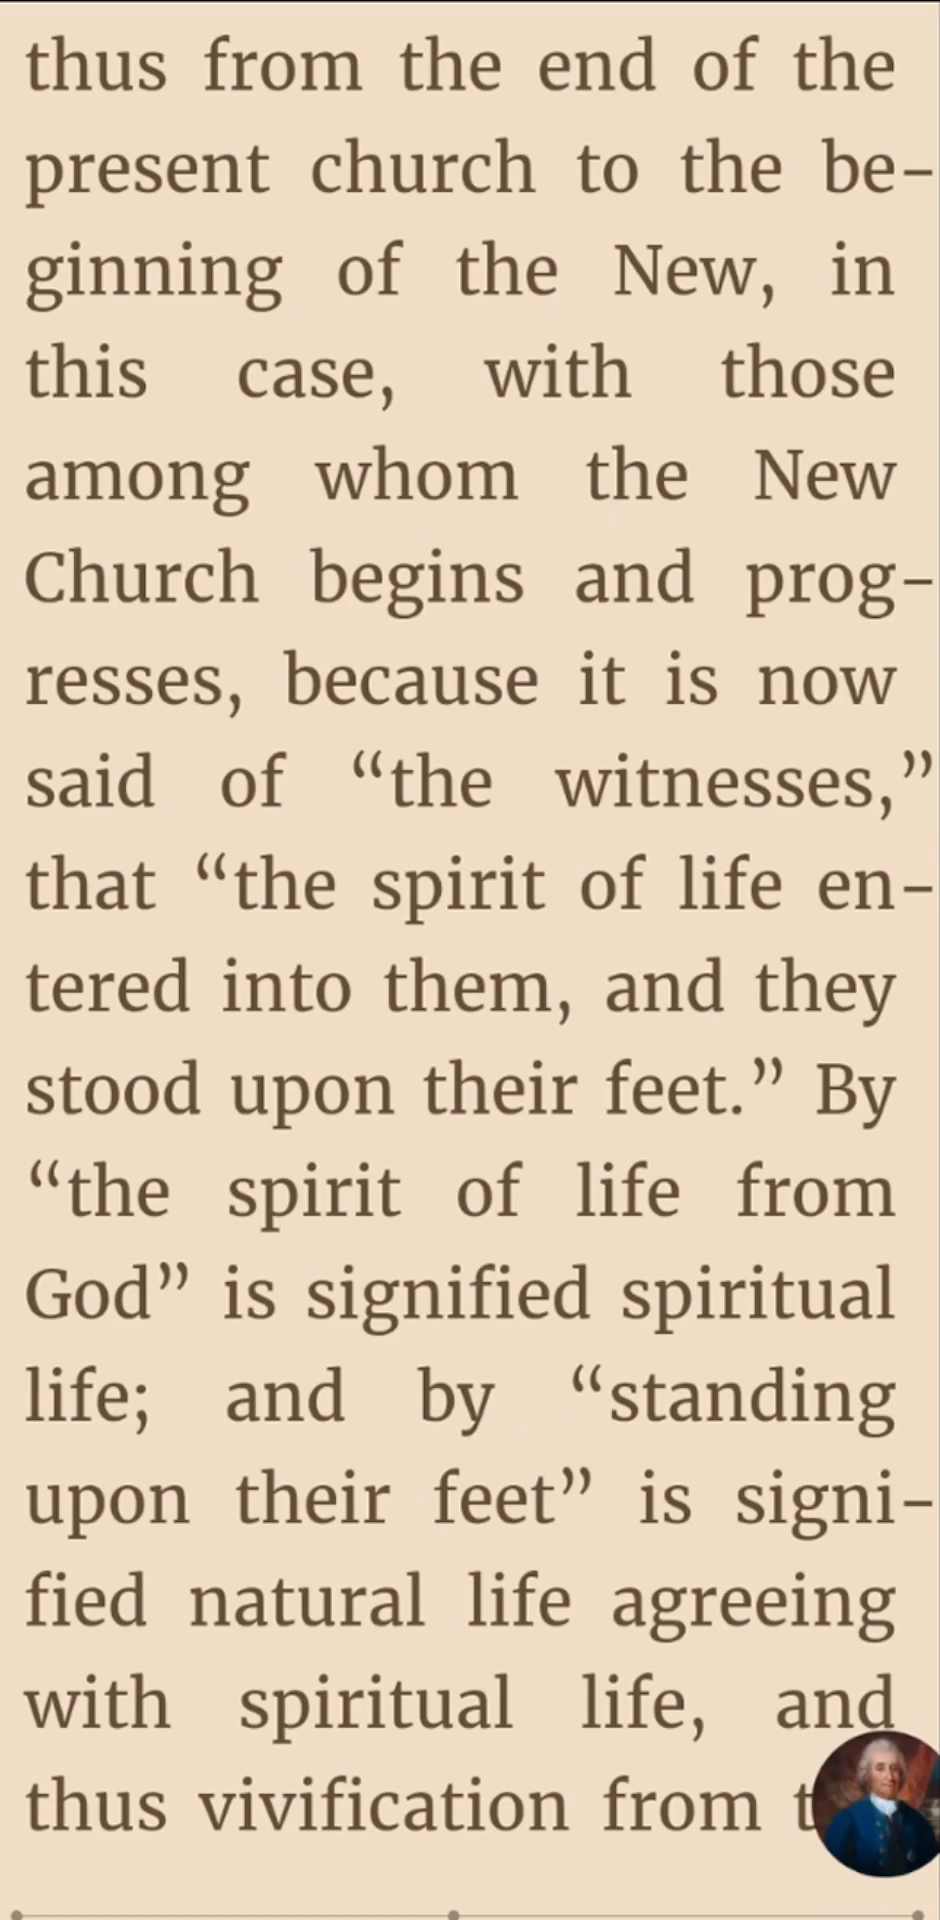 thus from the end of the
present church to the be-
ginning of the New, in
this case, with those
among whom the New
Church begins and prog-
resses, because it is now
said of “the witnesses,”
that “the spirit of life en-
tered into them, and they
stood upon their feet.” By
“the spirit of life from
God” is signified spiritual
life; and by “standing
upon their feet” is signi-
fied natural life agreeing
with spiritual life, and
thus vivification from